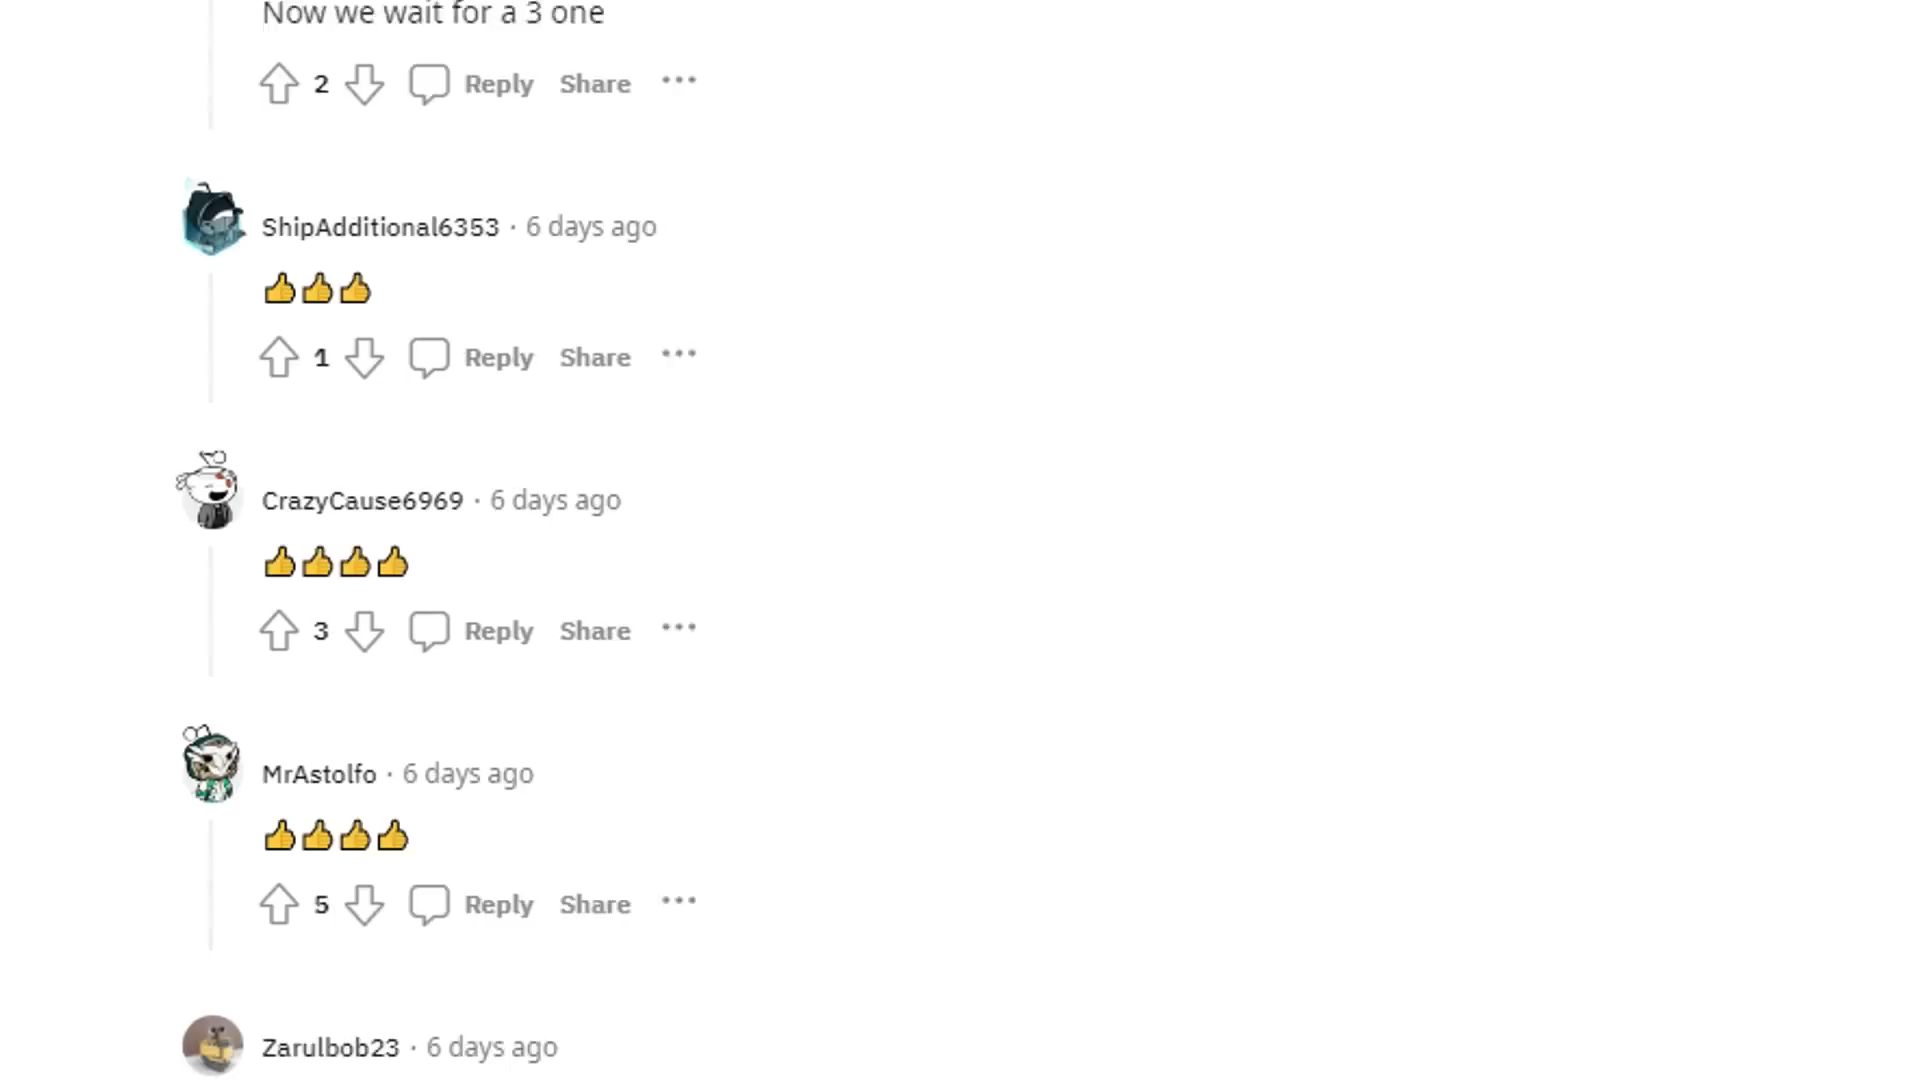 Now we wait for a 3 one
2 Reply Share ···
ShipAdditional6353 · 6 days ago
👍👍👍
1 Reply Share ···
CrazyCause6969 · 6 days ago
👍👍👍👍
3 Reply Share ···
MrAstolfo · 6 days ago
👍👍👍👍
5 Reply Share ···
Zarulbob23 · 6 days ago